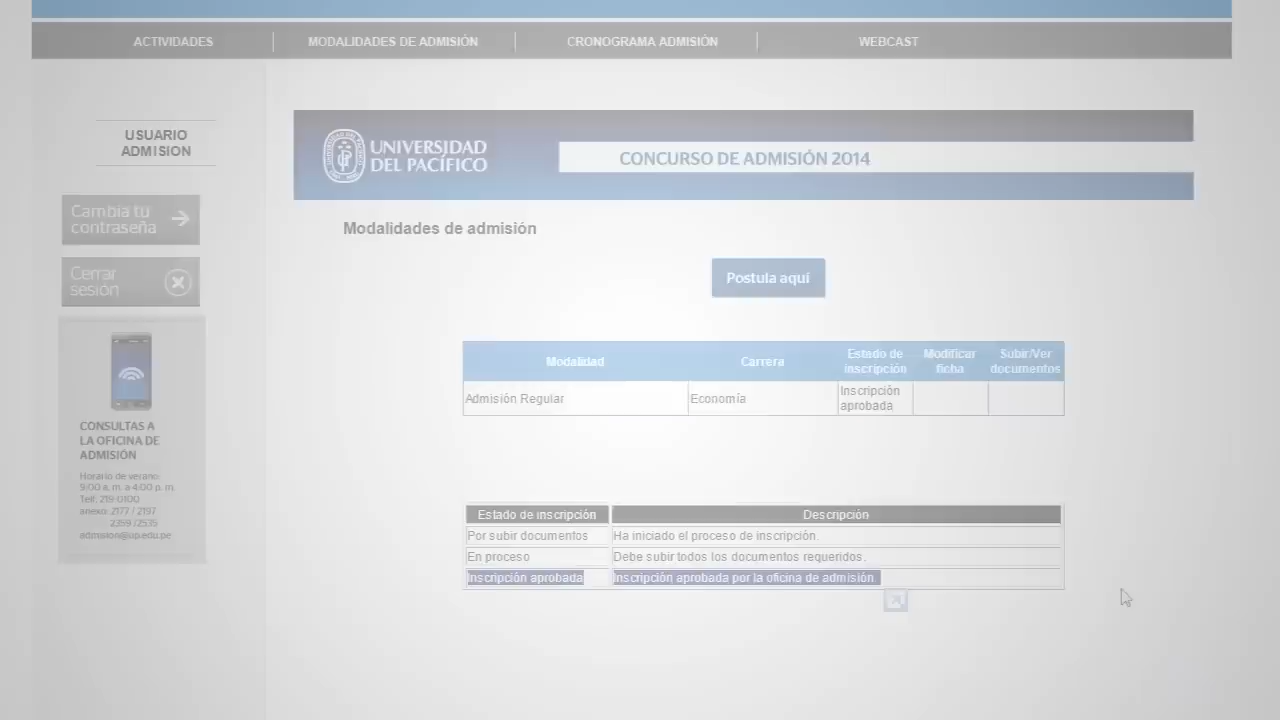 ACTIVIDADES
MODALIDADES DE ADMISIÓN
CRONOGRAMA ADMISIÓN
WEBCAST
USUARIO
ADMISION
Cambia tu
contraseña
Cerrar
sesión
CONSULTAS A
LA OFICINA DE
ADMISIÓN
Horario de verano:
9:00 a. m. a 4:00 p. m.
Telf. 219-0100
anexo: 2177 / 2197
2359 /2535
admision@up.edu.pe
UNIVERSIDAD
DEL PACÍFICO
CONCURSO DE ADMISIÓN 2014
Modalidades de admisión
Postula aquí
Modalidad
Carrera
Estado de
inscripción
Modificar
ficha
Subir/Ver
documentos
Admisión Regular
Economía
Inscripción
aprobada
Estado de inscripción
Descripción
Por subir documentos
Ha iniciado el proceso de inscripción.
En proceso
Debe subir todos los documentos requeridos.
Inscripción aprobada
Inscripción aprobada por la oficina de admisión.